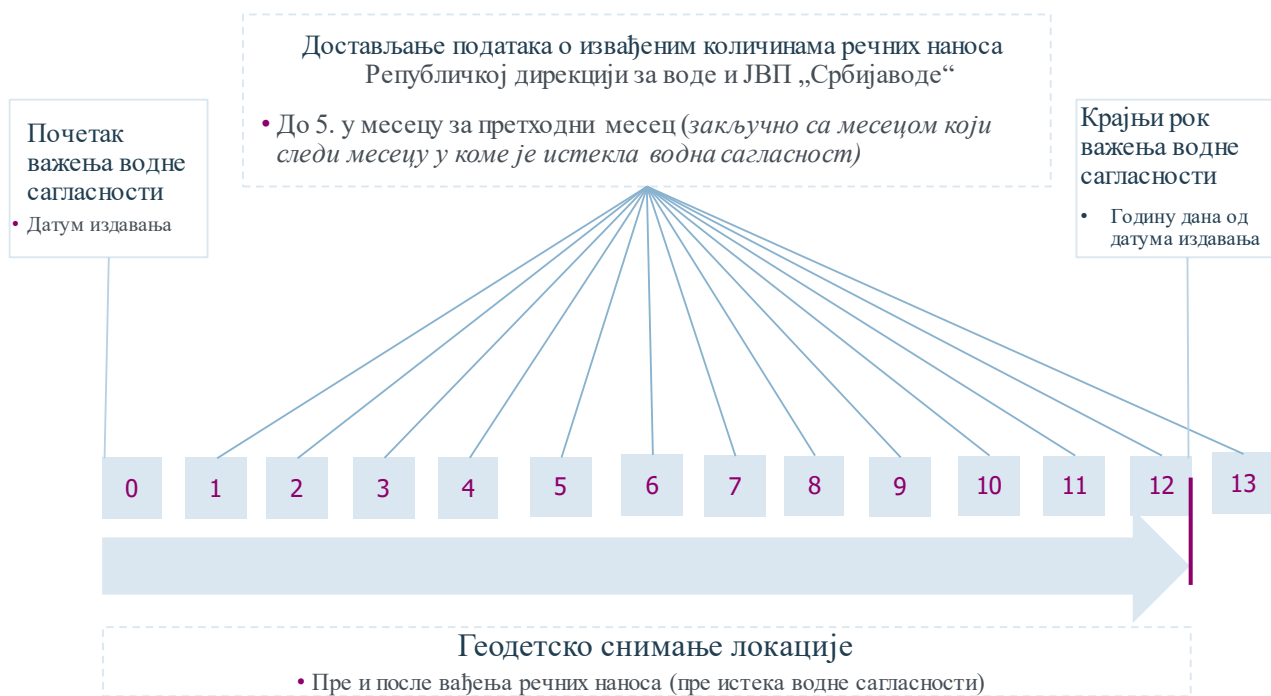 Достављање података о извађеним количинама речних наноса
Републичкој дирекцији за воде и ЈВП „Србијаводе“
• До 5. у месецу за претходни месец (закључно са месецом који
следи месецу у коме је истекла водна сагласност)
Почетак
важења водне
сагласности
• Датум издавања
Крајњи рок
важења водне
сагласности
• Годину дана од
датума издавања
0 1 2 3 4 5 6 7 8 9 10 11 12 13
Геодетско снимање локације
• Пре и после вађења речних наноса (пре истека водне сагласности)